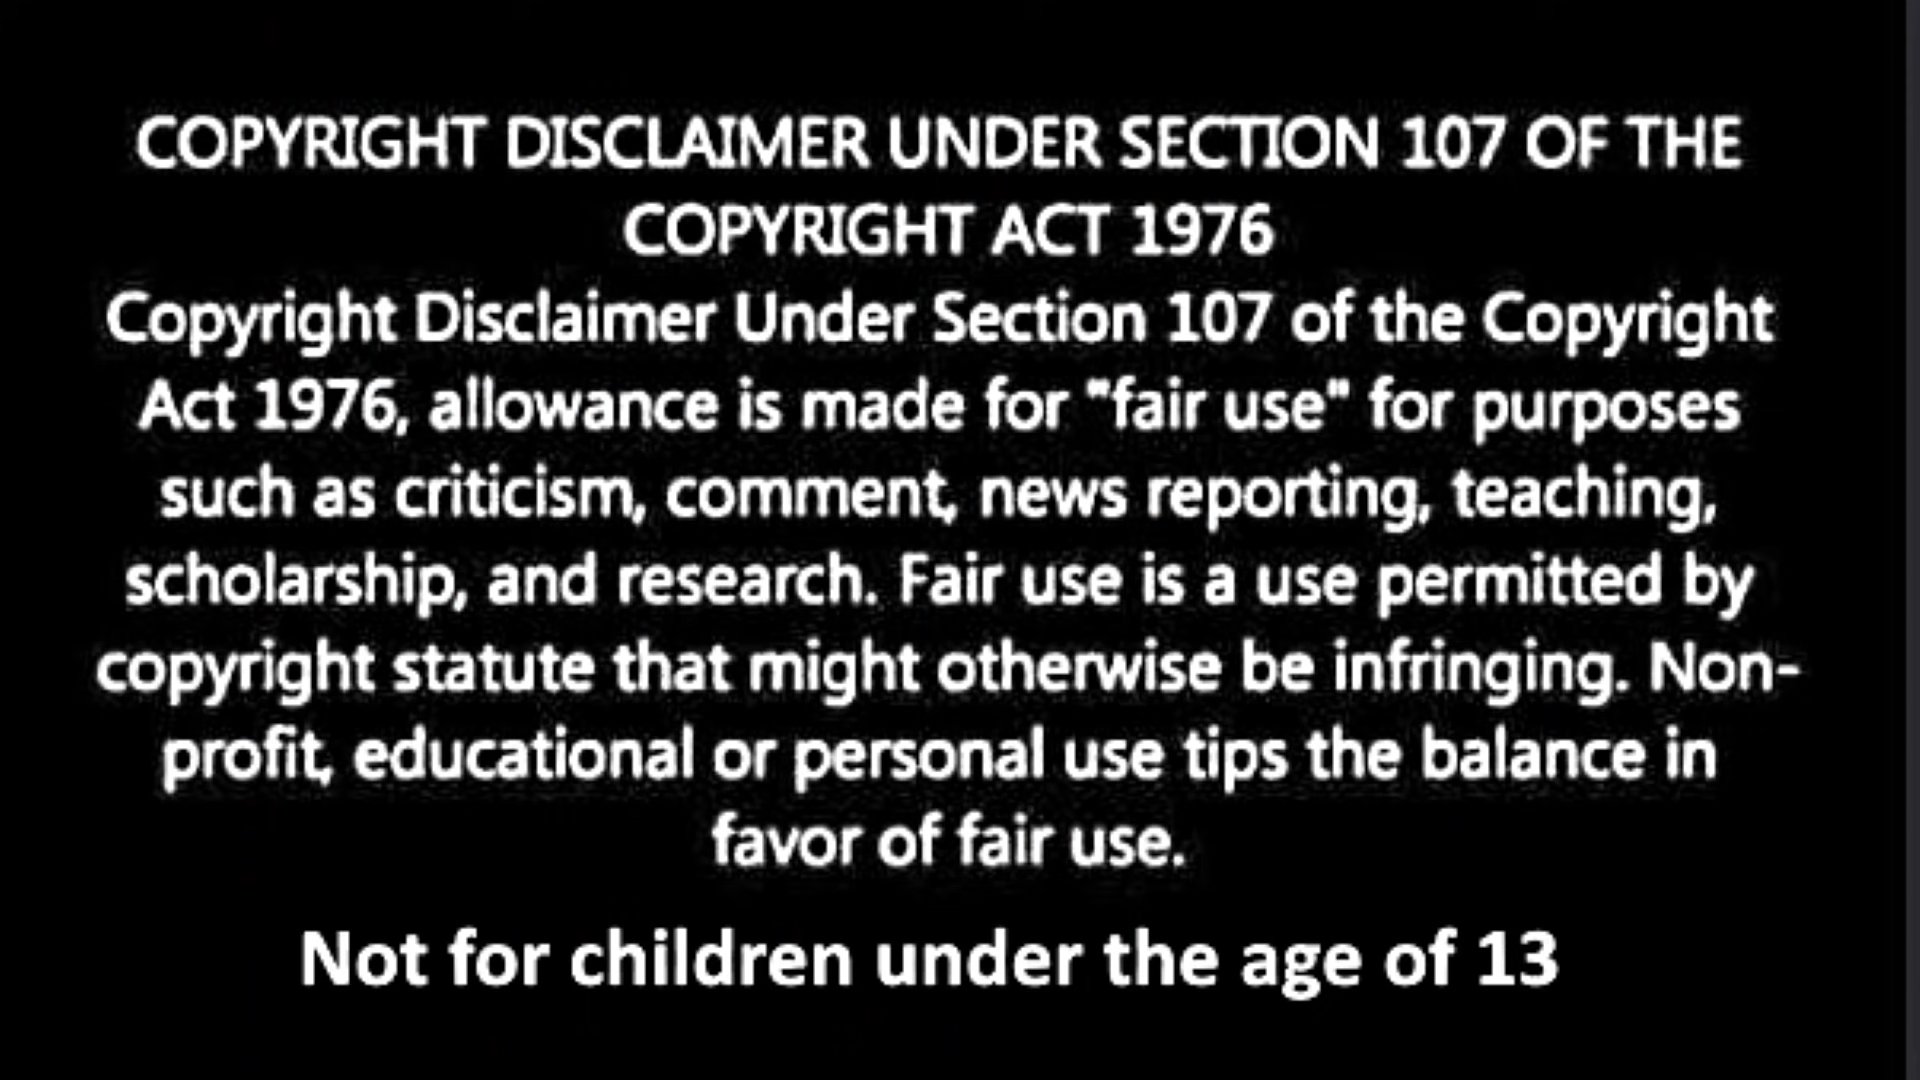 COPYRIGHT DISCLAIMER UNDER SECTION 107 OF THE
COPYRIGHT ACT 1976
Copyright Disclaimer Under Section 107 of the Copyright
Act 1976, allowance is made for "fair use" for purposes
such as criticism, comment, news reporting, teaching,
scholarship, and research. Fair use is a use permitted by
copyright statute that might otherwise be infringing. Non-
profit, educational or personal use tips the balance in
favor of fair use.
Not for children under the age of 13